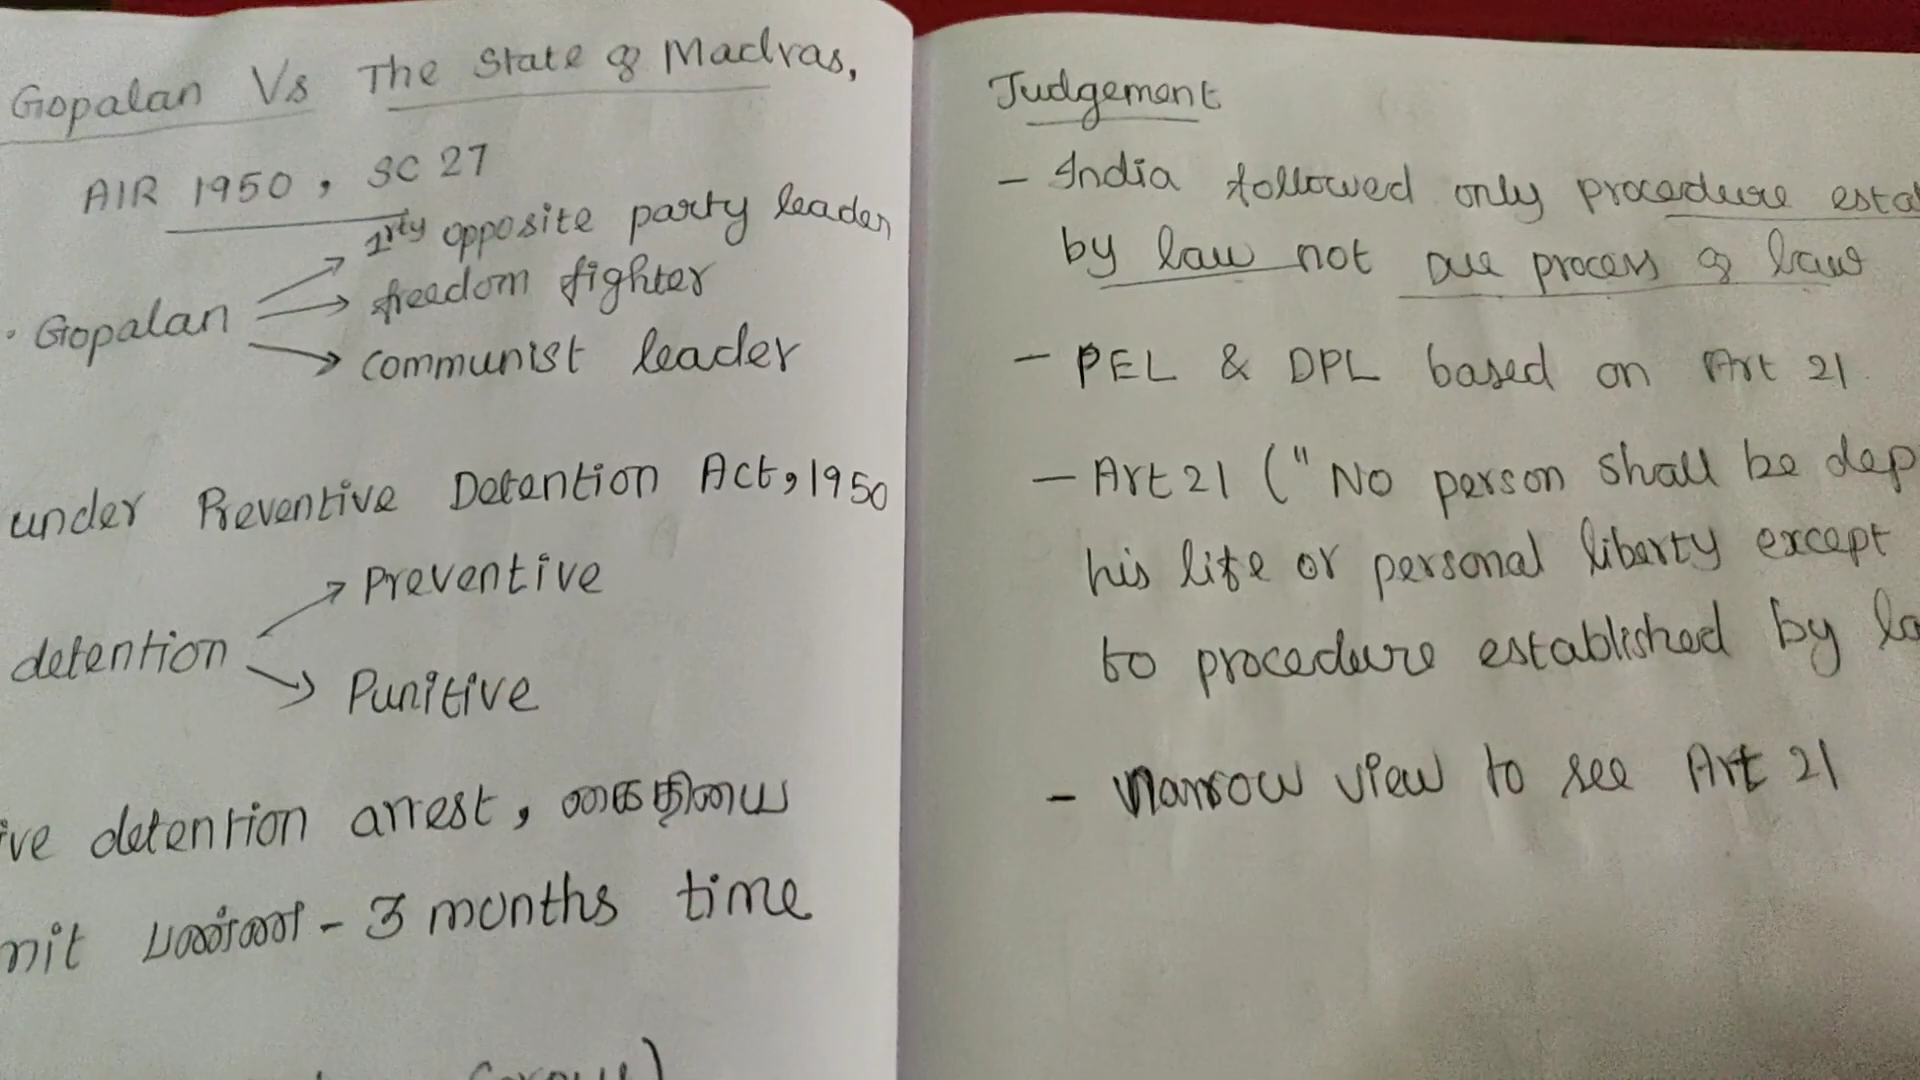 Gopalan Vs The State of Madras,
AIR 1950, SC 27
Gopalan
opposite party leader
freedom fighter
communist leader
under Preventive Detention Act, 1950
detention
Preventive
Punitive
ive detention arrest, கைதியை
mit பண்ண - 3 months time
Judgement
- India followed only procedure estab
by law not due process of law
- PEL & DPL based on Art 21
- Art 21 ("No person shall be dep
his life or personal liberty except
to procedure established by la
- Narrow view to see Art 21